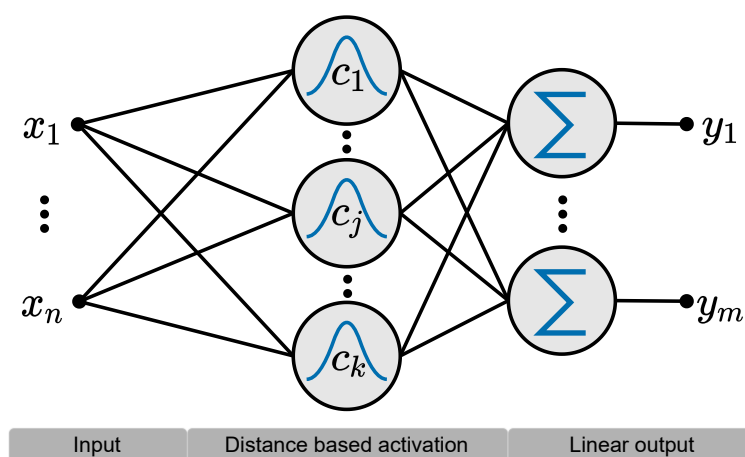 c₁
x₁
∑
y₁
⋮
cⱼ
⋮
xₙ
∑
yₘ
cₖ
Input
Distance based activation
Linear output